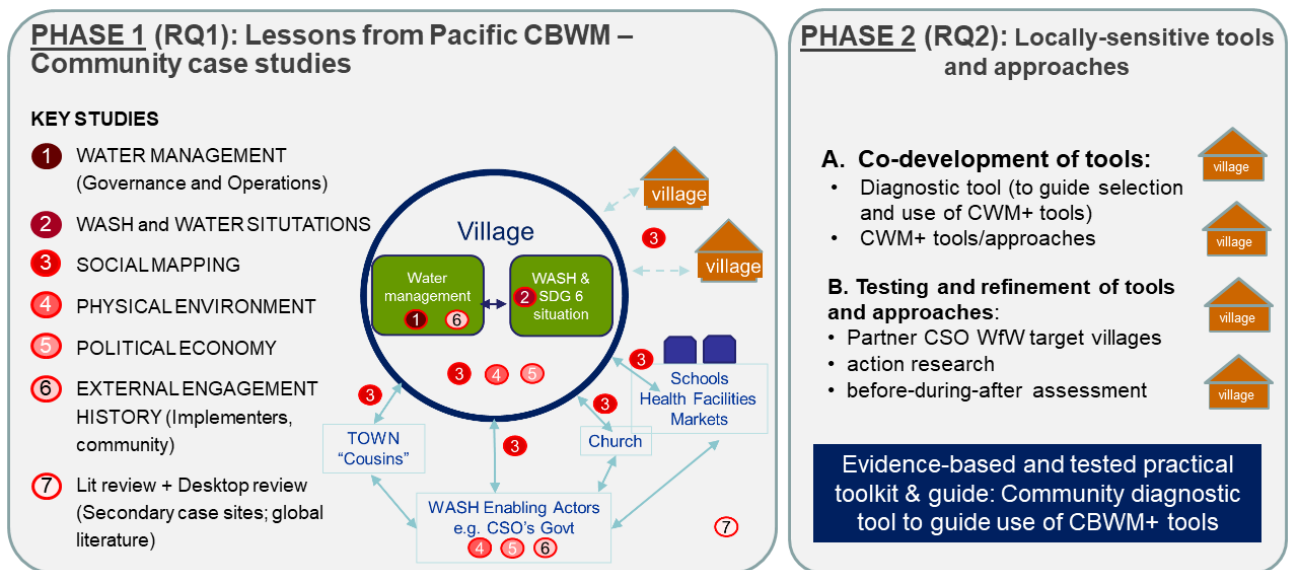 PHASE 1 (RQ1): Lessons from Pacific CBWM –
Community case studies
KEY STUDIES
1 WATER MANAGEMENT
(Governance and Operations)
2 WASH and WATER SITUTATIONS
3 SOCIAL MAPPING
4 PHYSICAL ENVIRONMENT
5 POLITICAL ECONOMY
6 EXTERNAL ENGAGEMENT
HISTORY (Implementers,
community)
7 Lit review + Desktop review
(Secondary case sites; global
literature)
Village
Water
management
1 6
WASH &
2 SDG 6
situation
3 4 5
village
3
village
3
Schools
Health Facilities
Markets
3
TOWN
"Cousins"
3
3
Church
WASH Enabling Actors
e.g. CSO's Govt
4 5 6
7
PHASE 2 (RQ2): Locally-sensitive tools
and approaches
A. Co-development of tools:
• Diagnostic tool (to guide selection
and use of CWM+ tools)
• CWM+ tools/approaches
B. Testing and refinement of tools
and approaches:
• Partner CSO WfW target villages
• action research
• before-during-after assessment
village
village
village
village
Evidence-based and tested practical
toolkit & guide: Community diagnostic
tool to guide use of CBWM+ tools